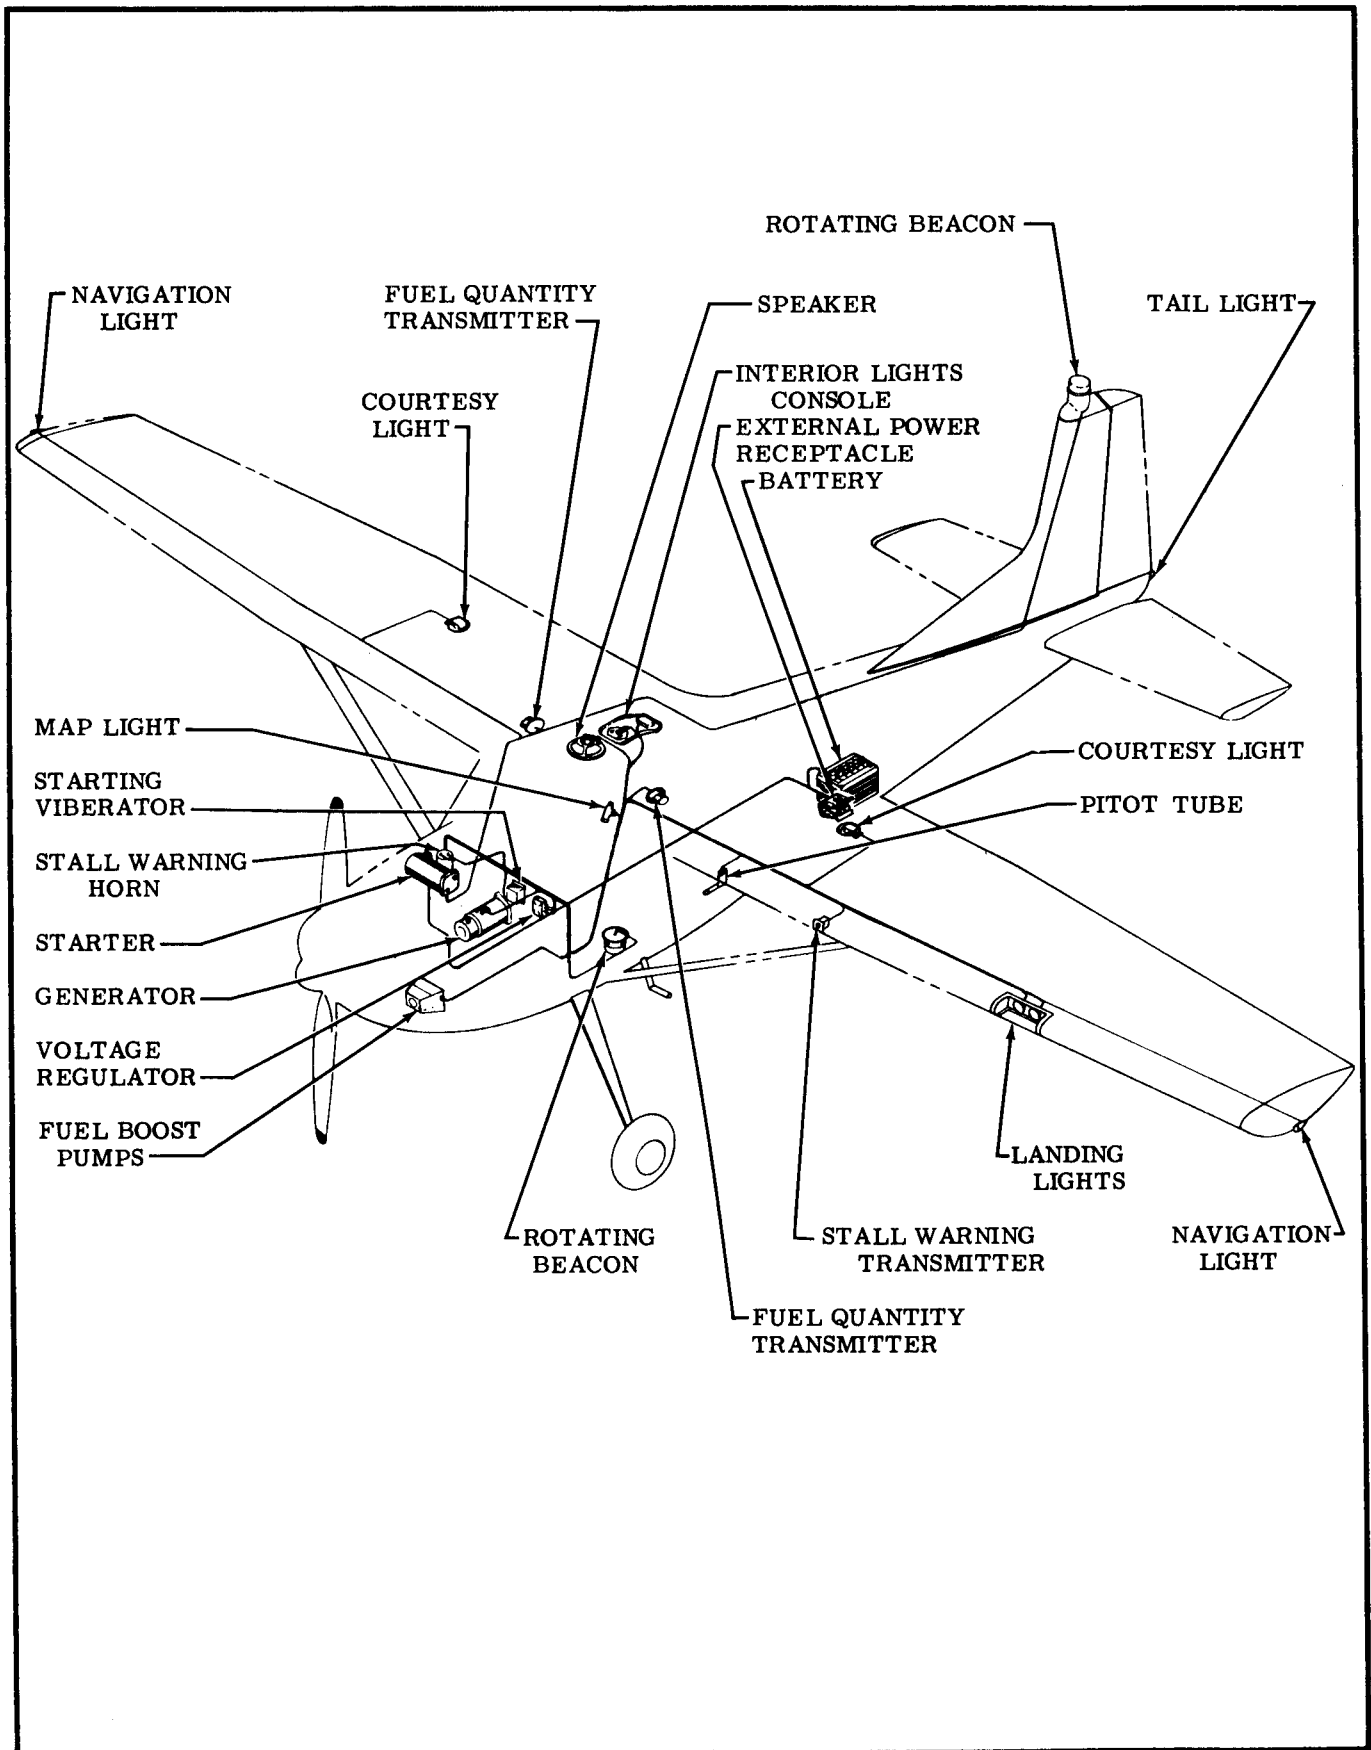 ROTATING BEACON
NAVIGATION
LIGHT
FUEL QUANTITY
TRANSMITTER
SPEAKER
TAIL LIGHT
COURTESY
LIGHT
INTERIOR LIGHTS
CONSOLE
EXTERNAL POWER
RECEPTACLE
BATTERY
MAP LIGHT
STARTING
VIBERATOR
STALL WARNING
HORN
STARTER
GENERATOR
VOLTAGE
REGULATOR
FUEL BOOST
PUMPS
COURTESY LIGHT
PITOT TUBE
LANDING
LIGHTS
ROTATING
BEACON
STALL WARNING
TRANSMITTER
NAVIGATION
LIGHT
FUEL QUANTITY
TRANSMITTER